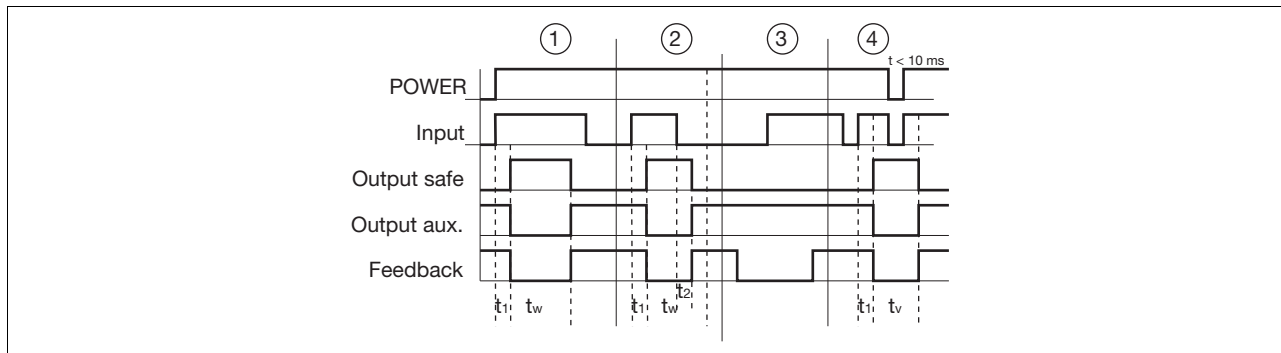 ① ② ③ ④
t < 10 ms
POWER
Input
Output safe
Output aux.
Feedback
t₁ tw t₁ tw t₂ t₁ tv